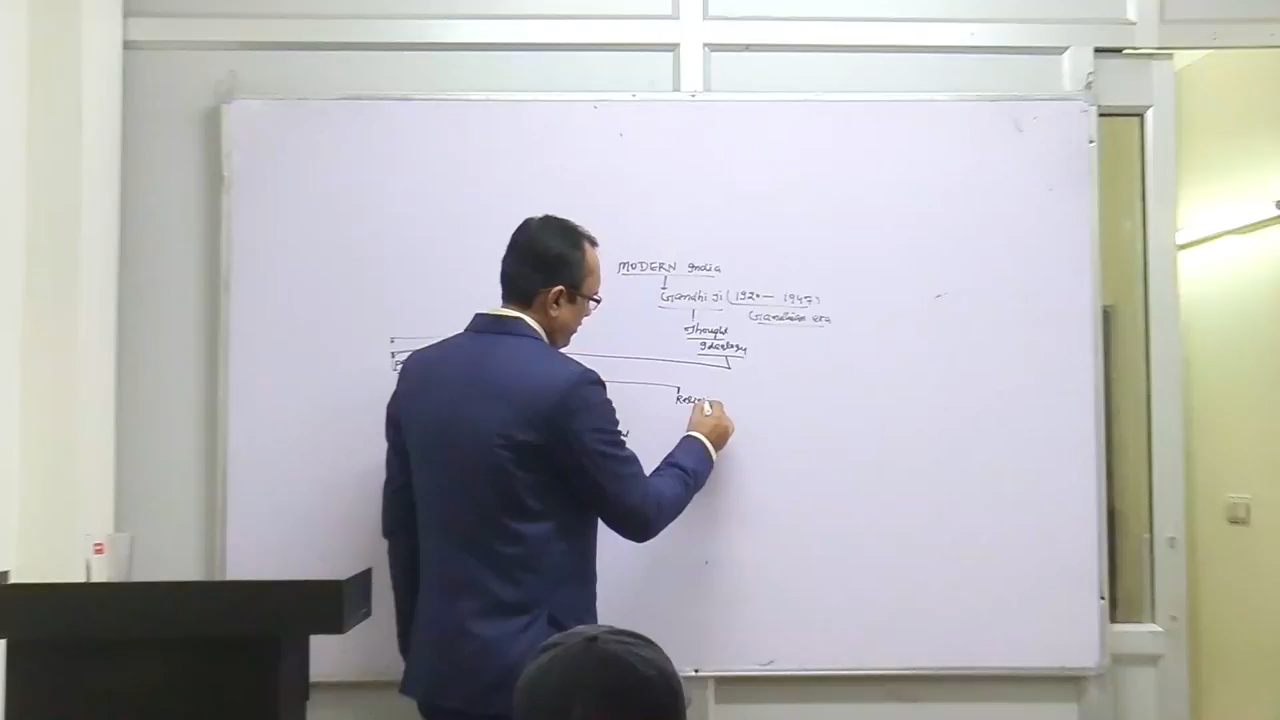 MODERN India
Gandhi Ji (1920 — 1947)
Gandhian era
Thought
Ideology